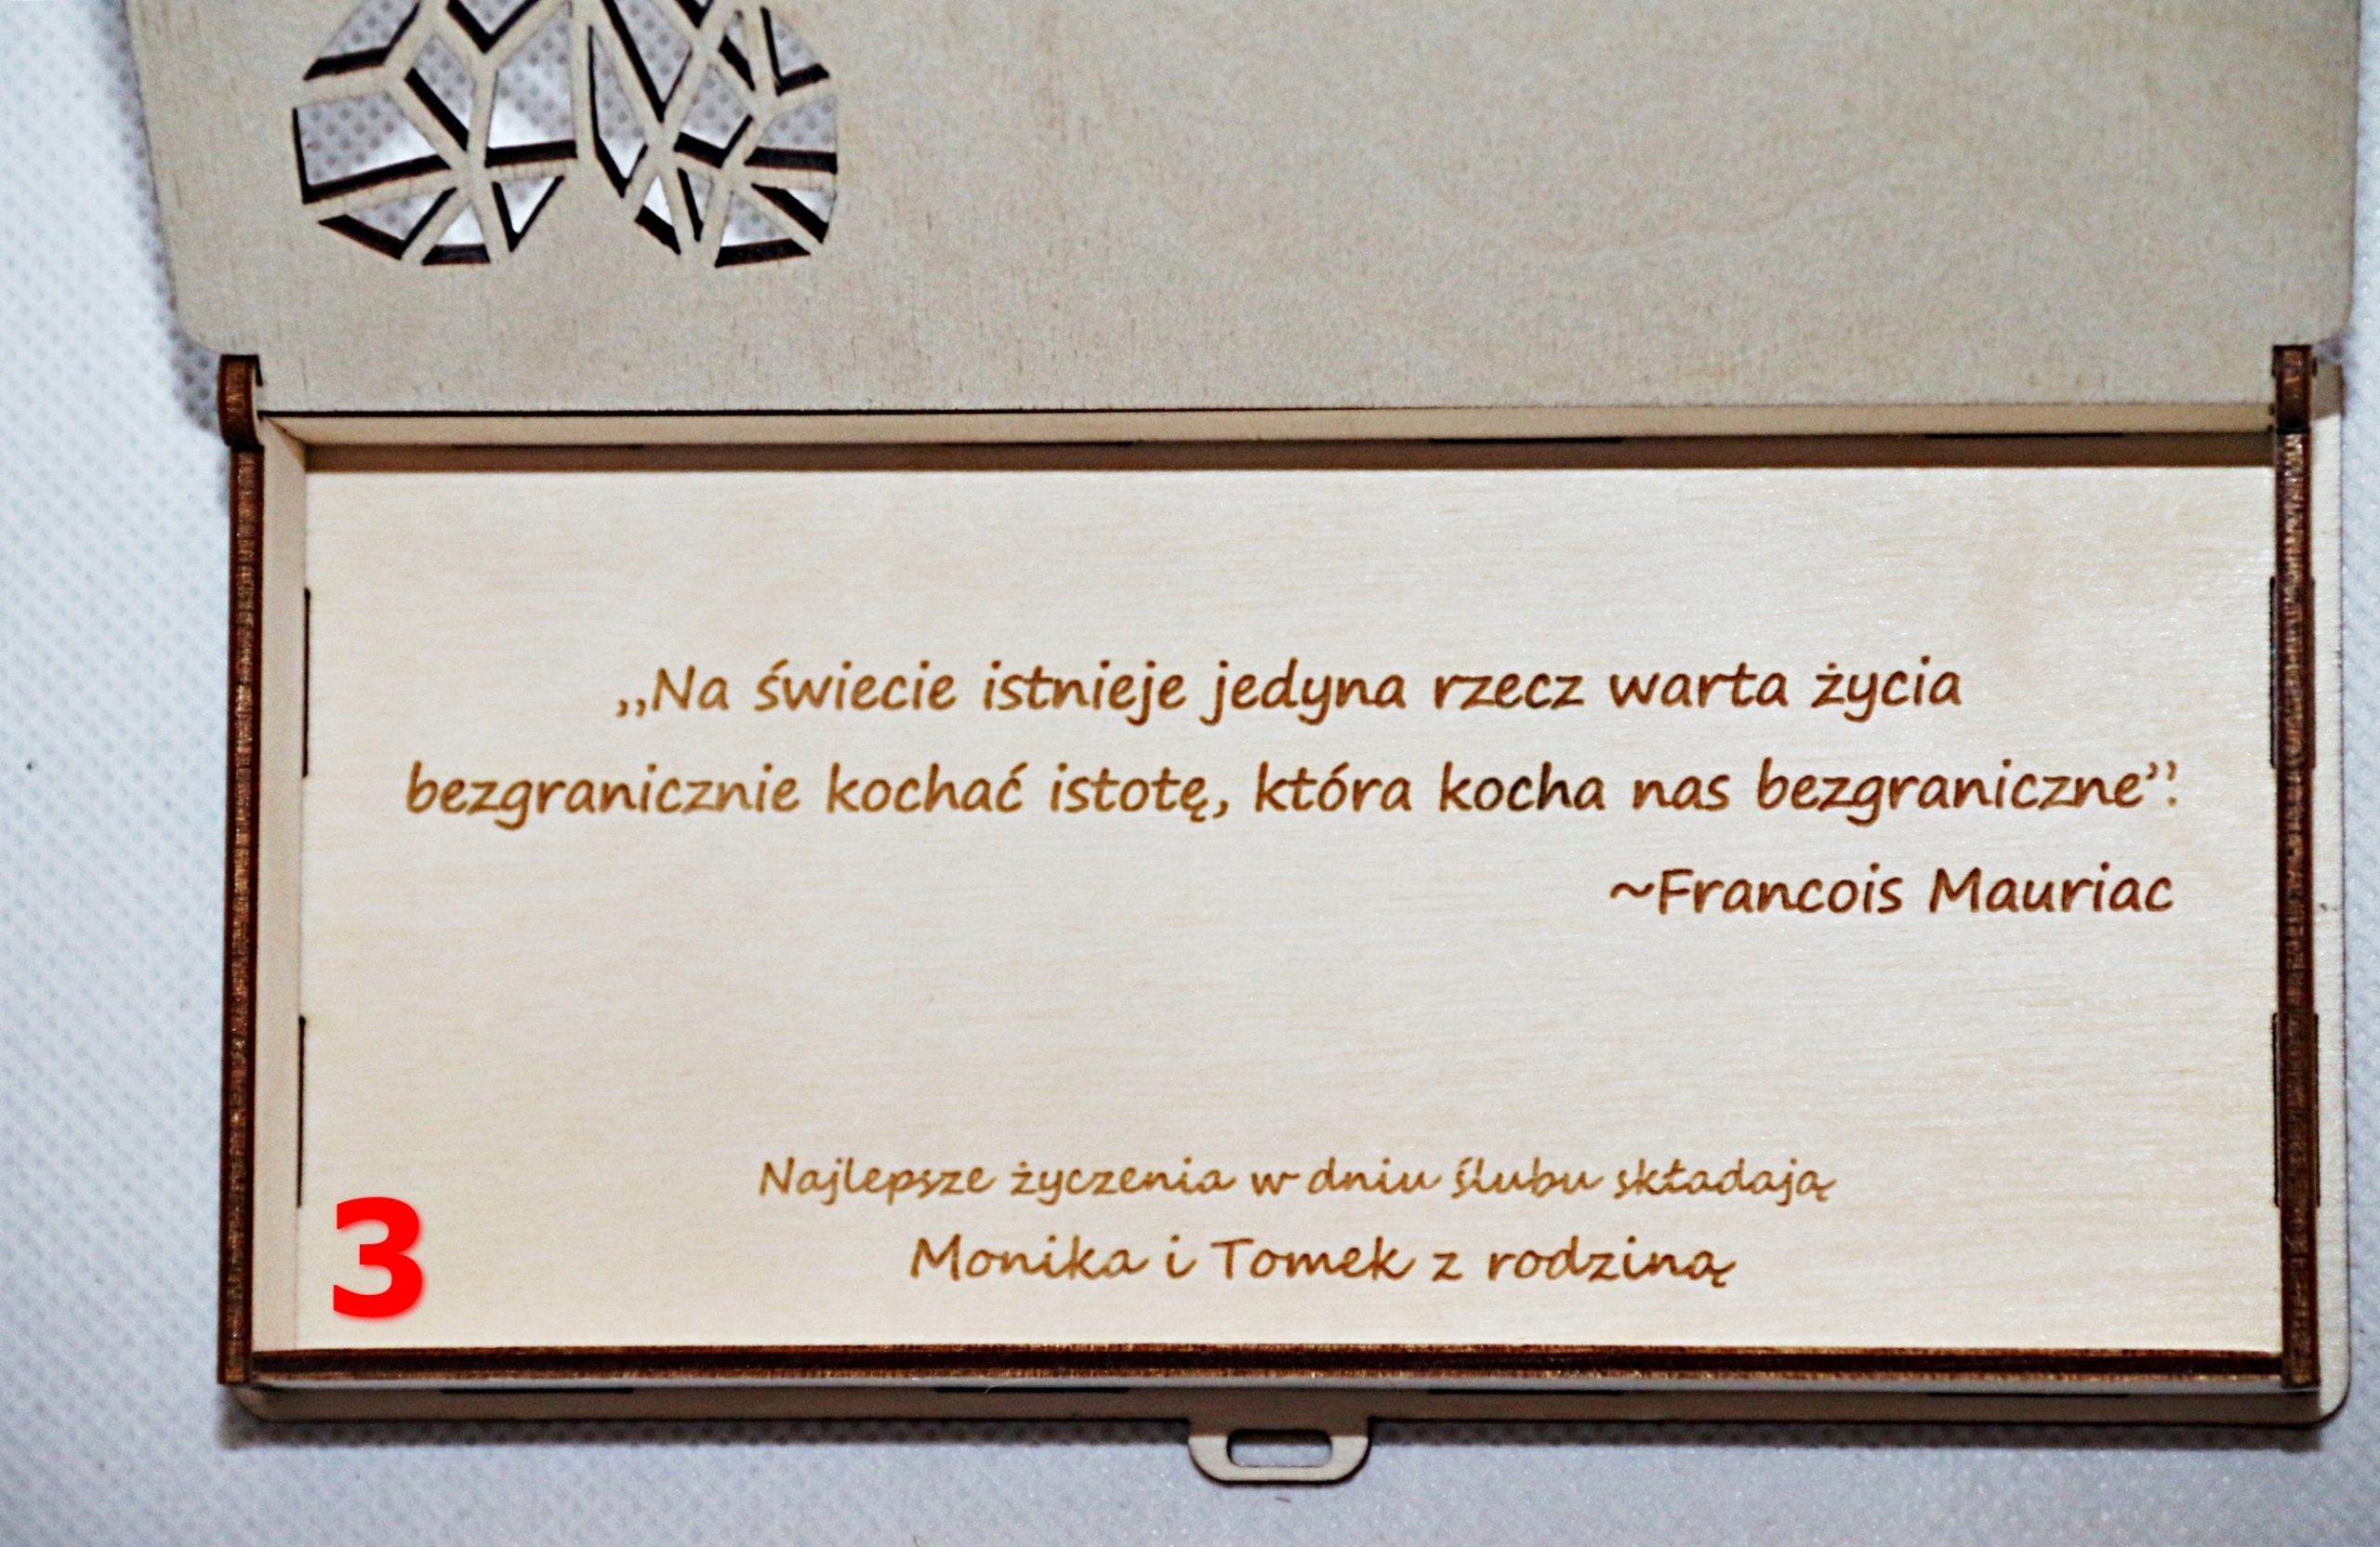 „Na świecie istnieje jedyna rzecz warta życia
bezgranicznie kochać istotę, która kocha nas bezgraniczne”.
~Francois Mauriac
Najlepsze życzenia w dniu ślubu składają
Monika i Tomek z rodziną
3